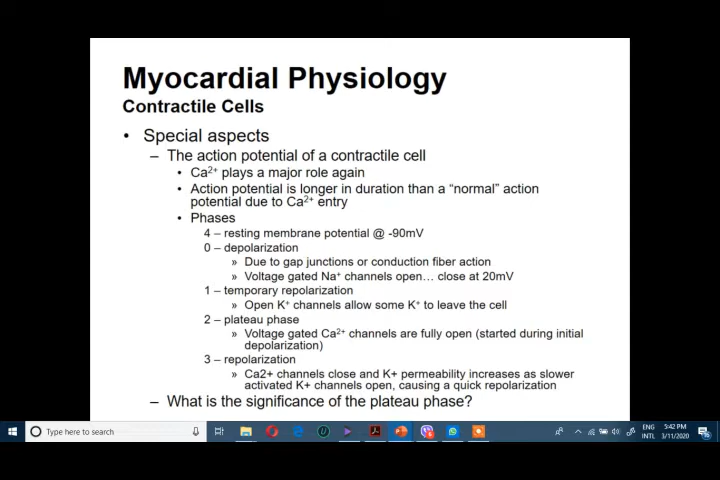 Myocardial Physiology
Contractile Cells
• Special aspects
– The action potential of a contractile cell
• Ca2+ plays a major role again
• Action potential is longer in duration than a “normal” action
potential due to Ca2+ entry
• Phases
4 – resting membrane potential @ -90mV
0 – depolarization
» Due to gap junctions or conduction fiber action
» Voltage gated Na+ channels open… close at 20mV
1 – temporary repolarization
» Open K+ channels allow some K+ to leave the cell
2 – plateau phase
» Voltage gated Ca2+ channels are fully open (started during initial
depolarization)
3 – repolarization
» Ca2+ channels close and K+ permeability increases as slower
activated K+ channels open, causing a quick repolarization
– What is the significance of the plateau phase?
Type here to search
ENG
INTL
5:42 PM
3/11/2020